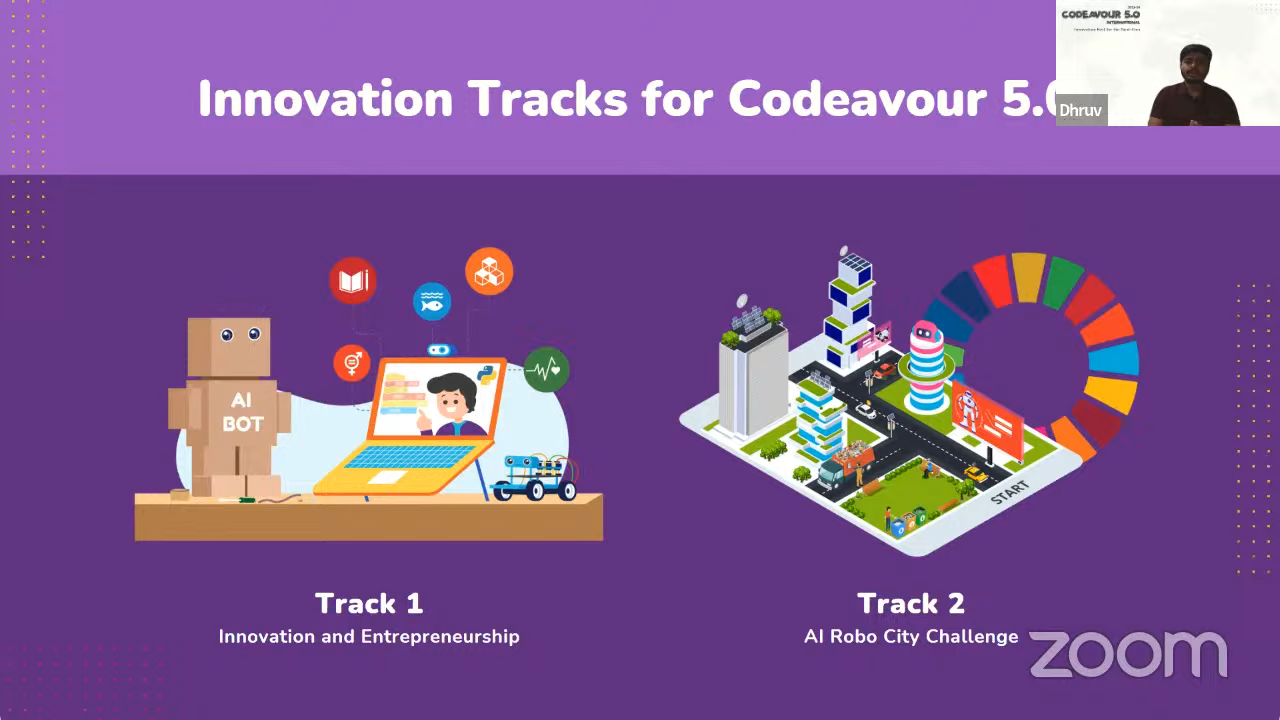 Innovation Tracks for Codeavour 5.0
CODEAVOUR 5.0
INTERNATIONAL
Dhruv
AI
BOT
START
Track 1
Innovation and Entrepreneurship
Track 2
AI Robo City Challenge
zoom